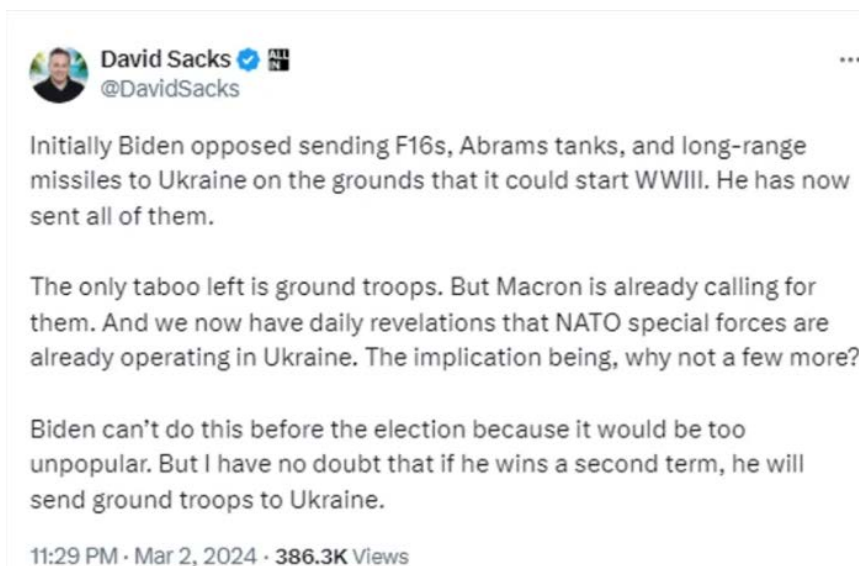 David Sacks ALL IN
@DavidSacks
Initially Biden opposed sending F16s, Abrams tanks, and long-range
missiles to Ukraine on the grounds that it could start WWIII. He has now
sent all of them.
The only taboo left is ground troops. But Macron is already calling for
them. And we now have daily revelations that NATO special forces are
already operating in Ukraine. The implication being, why not a few more?
Biden can’t do this before the election because it would be too
unpopular. But I have no doubt that if he wins a second term, he will
send ground troops to Ukraine.
11:29 PM · Mar 2, 2024 · 386.3K Views